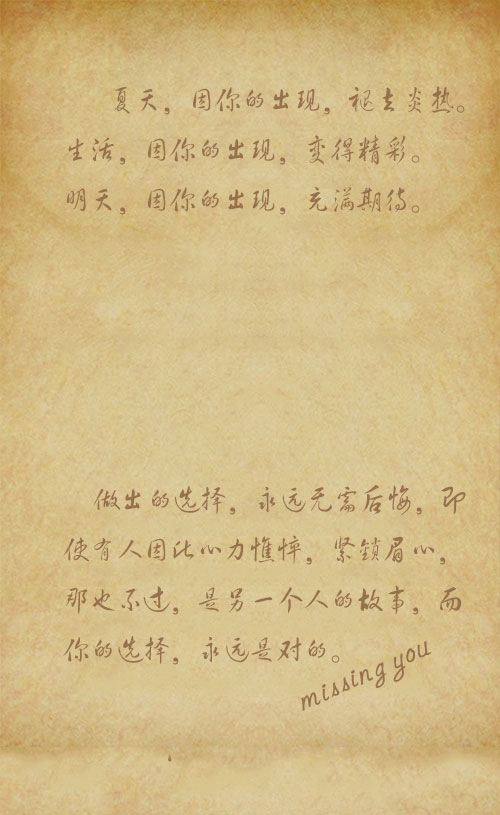 夏天，因你的出现，褪去炎热。
生活，因你的出现，变得精彩。
明天，因你的出现，充满期待。
做出的选择，永远无需后悔，即
使有人因此心力憔悴，紧锁眉心，
那也不过，是另一个人的故事，而
你的选择，永远是对的。
missing you